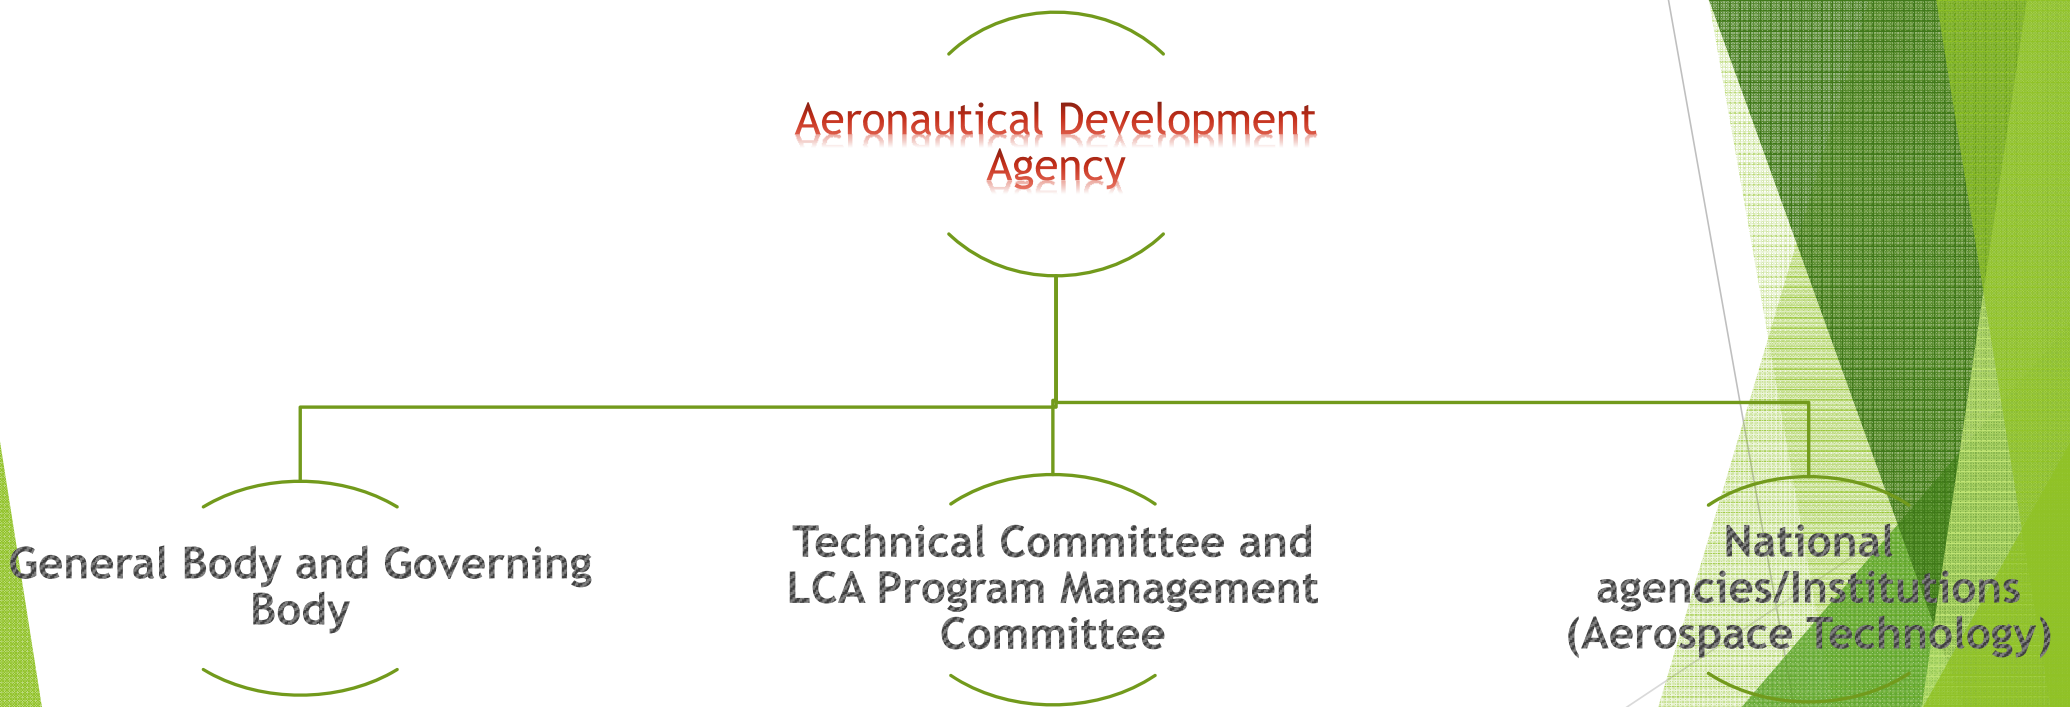 Aeronautical Development
Agency
General Body and Governing
Body
Technical Committee and
LCA Program Management
Committee
National
agencies/Institutions
(Aerospace Technology)